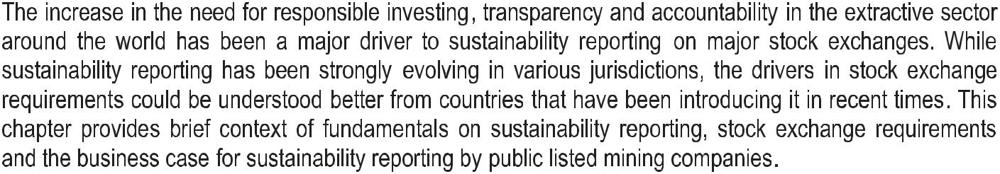 The increase in the need for responsible investing, transparency and accountability in the extractive sector
around the world has been a major driver to sustainability reporting on major stock exchanges. While
sustainability reporting has been strongly evolving in various jurisdictions, the drivers in stock exchange
requirements could be understood better from countries that have been introducing it in recent times. This
chapter provides brief context of fundamentals on sustainability reporting, stock exchange requirements
and the business case for sustainability reporting by public listed mining companies.